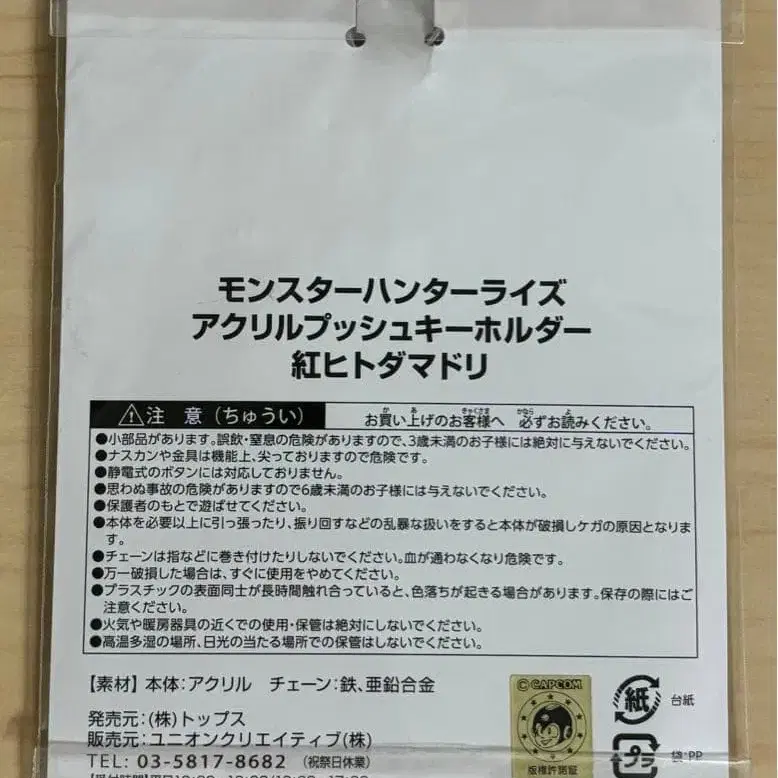 モンスターハンターライズ
アクリルプッシュキーホルダー
紅ヒトダマドリ
注 意（ちゅうい） お買い上げのお客様へ 必ずお読みください。
●小部品があります。誤飲・窒息の危険がありますので、3歳未満のお子様には絶対に与えないでください。
●ナスカンや金具は機能上、尖っておりますので危険です。
●静電式のボタンには対応しておりません。
●思わぬ事故の危険がありますので6歳未満のお子様には与えないでください。
●保護者のもとで遊ばせてください。
●本体を必要以上に引っ張ったり、振り回すなどの乱暴な扱いをすると本体が破損しケガの原因となりま
す。
●チェーンは指などに巻き付けたりしないでください。血が通わなくなり危険です。
●万一破損した場合は、すぐに使用をやめてください。
●プラスチックの表面同士が長時間触れ合っていると、色落ちが起きる場合があります。保存の際にはご
注意ください。
●火気や暖房器具の近くでの使用・保管は絶対にしないでください。
●高温多湿の場所、日光の当たる場所での保管はしないでください。
【素材】本体：アクリル チェーン：鉄、亜鉛合金
発売元：(株)トップス
販売元：ユニオンクリエイティブ(株)
TEL: 03-5817-8682 （祝祭日休業）
©CAPCOM
版権許諾証
紙 台紙
プラ 袋：PP